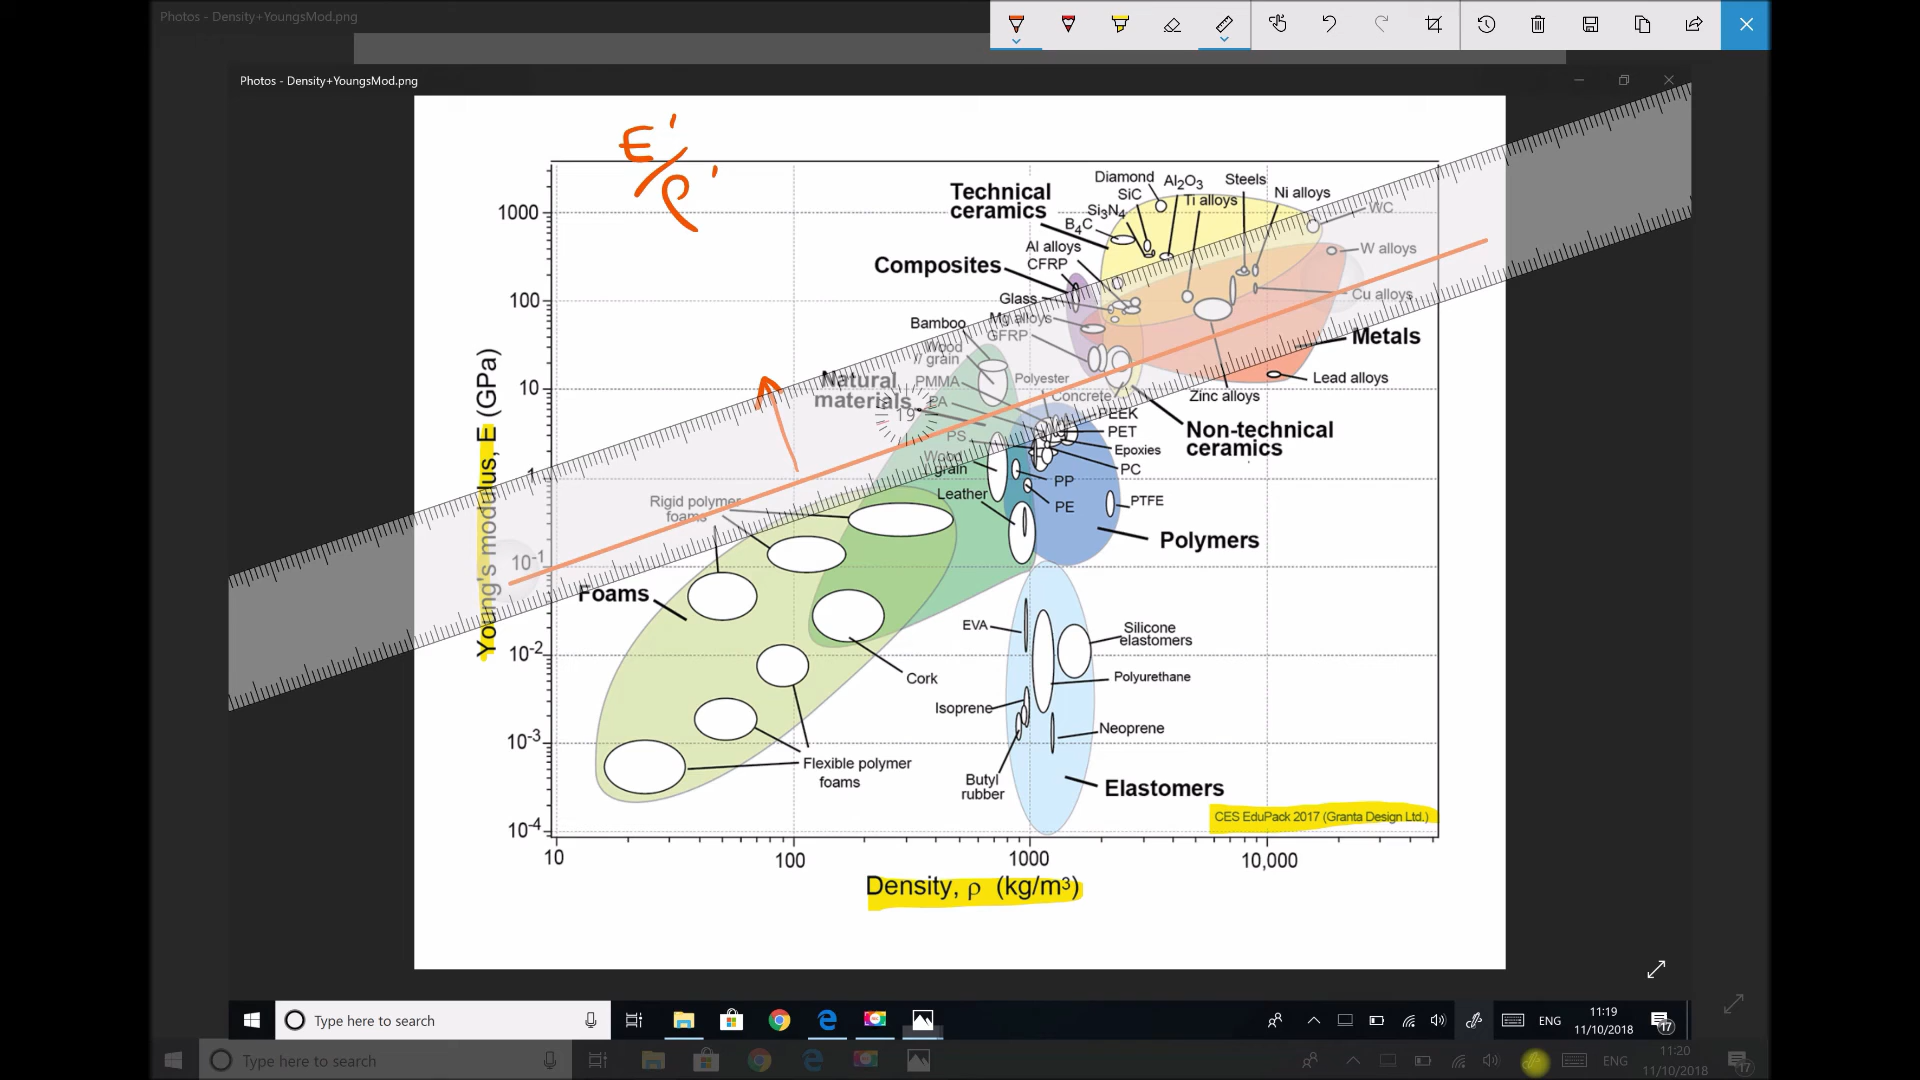 Photos - Density+YoungsMod.png
Photos - Density+YoungsMod.png
E'
/
ρ'
Technical
ceramics
Diamond
SiC
Al2O3
Steels
Ti alloys
Ni alloys
Si3N4
B4C
WC
Al alloys
CFRP
Composites
W alloys
Glass
Cu alloys
Mg alloys
GFRP
Bamboo
Wood
// grain
Metals
Natural
materials
PMMA
Polyester
Lead alloys
PA
Concrete
Zinc alloys
19°
PEEK
PS
PET
Non-technical
ceramics
Epoxies
Wood
grain
PC
PP
Leather
PE
PTFE
Rigid polymer
foams
Polymers
Foams
EVA
Silicone
elastomers
Cork
Polyurethane
Isoprene
Neoprene
Flexible polymer
foams
Butyl
rubber
Elastomers
CES EduPack 2017 (Granta Design Ltd.)
Young's modulus, E (GPa)
1000
100
10
1
10-1
10-2
10-3
10-4
10
100
1000
10,000
Density, ρ (kg/m3)
Type here to search
ENG
11:19
11/10/2018
17
Type here to search
ENG
11:20
11/10/2018
17